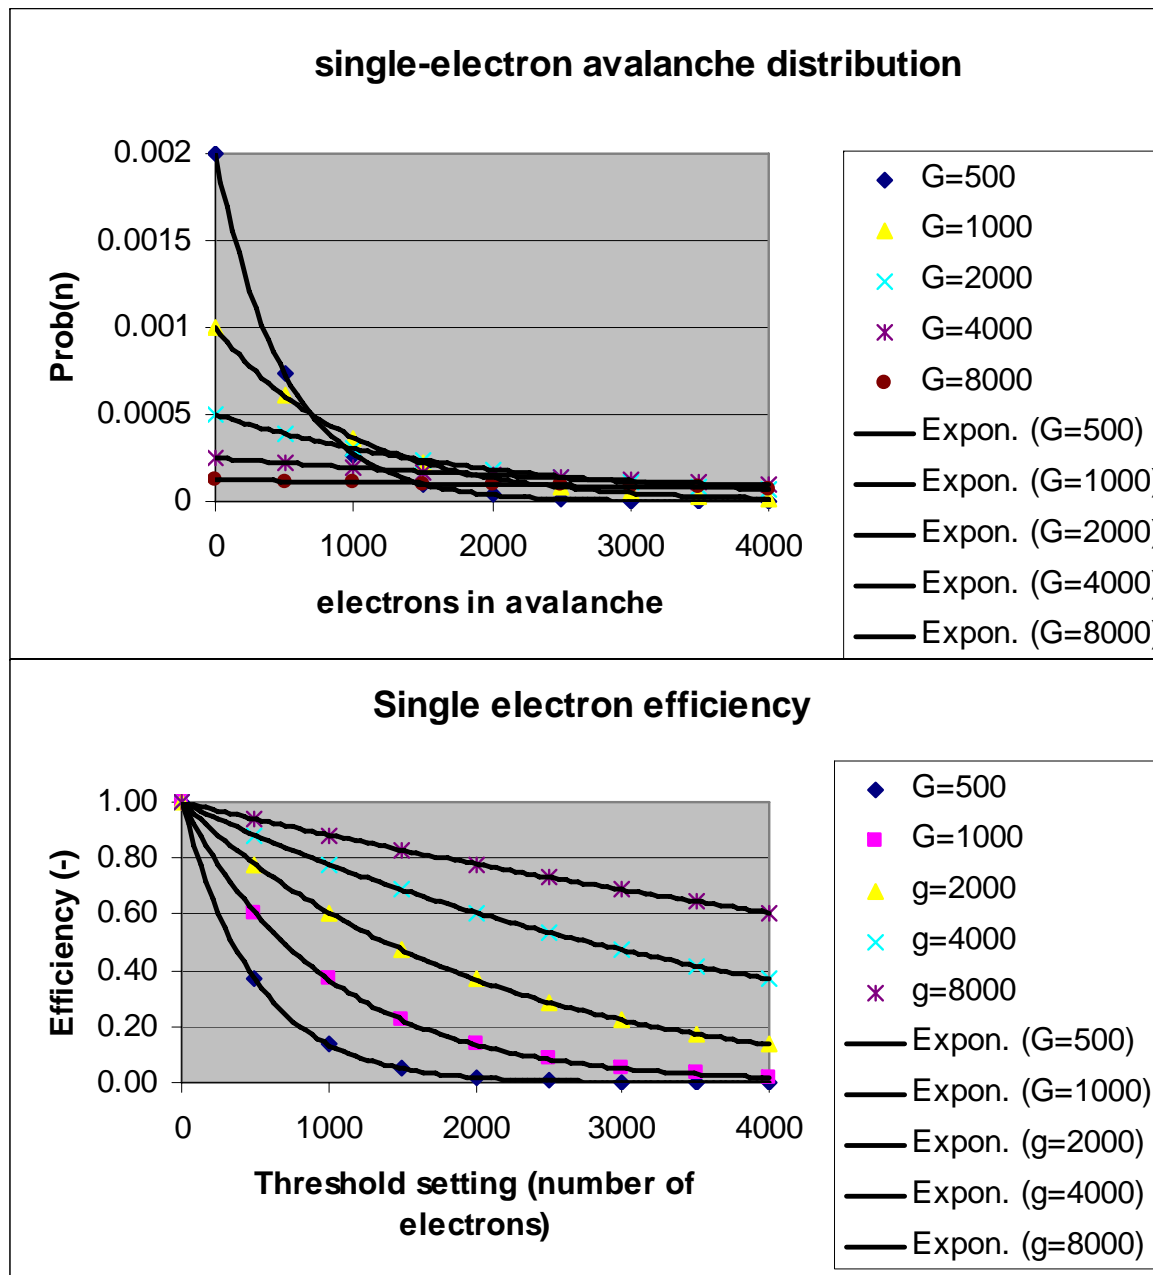 single-electron avalanche distribution
0.002
0.0015
0.001
0.0005
0
Prob(n)
0 1000 2000 3000 4000
electrons in avalanche
G=500
G=1000
G=2000
G=4000
G=8000
Expon. (G=500)
Expon. (G=1000)
Expon. (G=2000)
Expon. (G=4000)
Expon. (G=8000)
Single electron efficiency
1.00
0.80
0.60
0.40
0.20
0.00
Efficiency (-)
0 1000 2000 3000 4000
Threshold setting (number of
electrons)
G=500
G=1000
g=2000
g=4000
g=8000
Expon. (G=500)
Expon. (G=1000)
Expon. (g=2000)
Expon. (g=4000)
Expon. (g=8000)